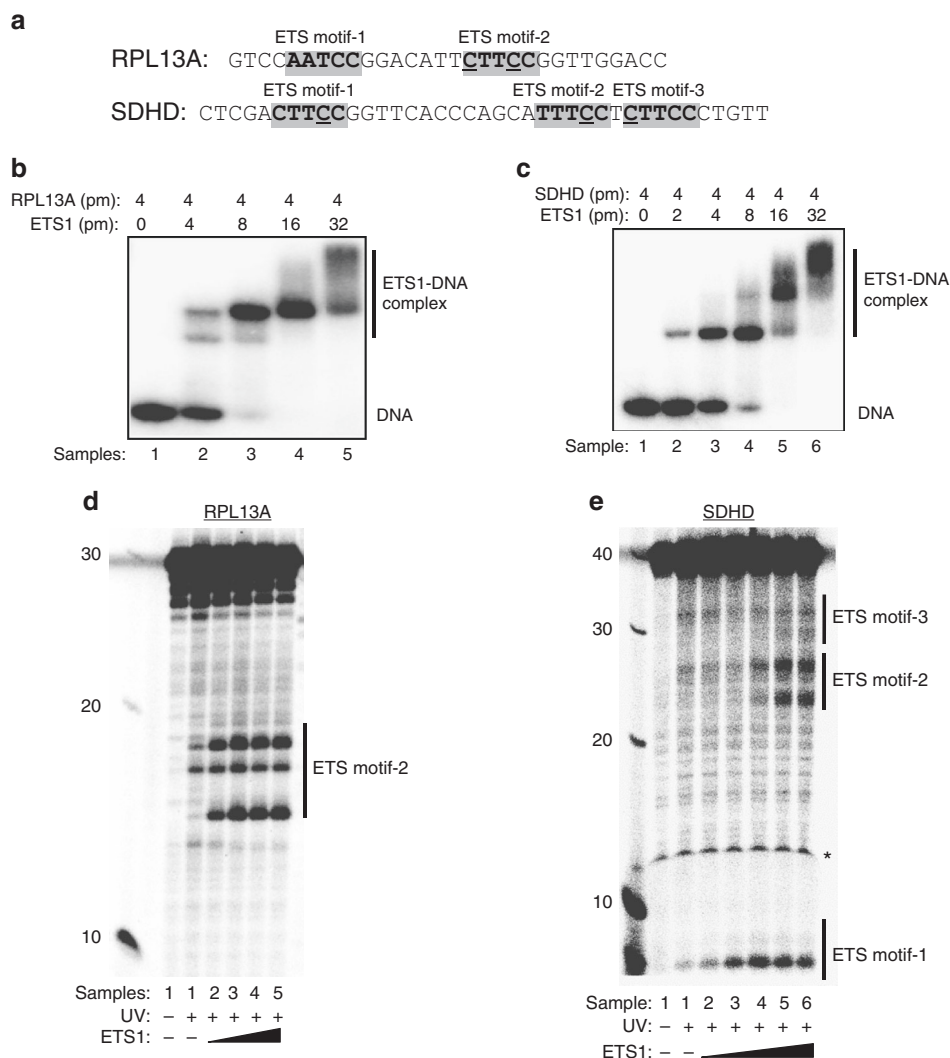 a
ETS motif-1 ETS motif-2
RPL13A: GTCCAATCCGGACATTCTTCCGGTTGGACC
ETS motif-1 ETS motif-2 ETS motif-3
SDHD: CTCGACTTCCGGTTCACCCAGCATTTCCTCTTCCCTGTT
b
RPL13A (pm): 4 4 4 4 4
ETS1 (pm): 0 4 8 16 32
ETS1-DNA
complex
DNA
Samples: 1 2 3 4 5
c
SDHD (pm): 4 4 4 4 4 4
ETS1 (pm): 0 2 4 8 16 32
ETS1-DNA
complex
DNA
Sample: 1 2 3 4 5 6
d
RPL13A
30
20
ETS motif-2
10
Samples: 1 1 2 3 4 5
UV: – + + + + +
ETS1: – –
e
SDHD
40
30
ETS motif-3
ETS motif-2
20
*
10
ETS motif-1
Sample: 1 1 2 3 4 5 6
UV: – + + + + + +
ETS1: – –